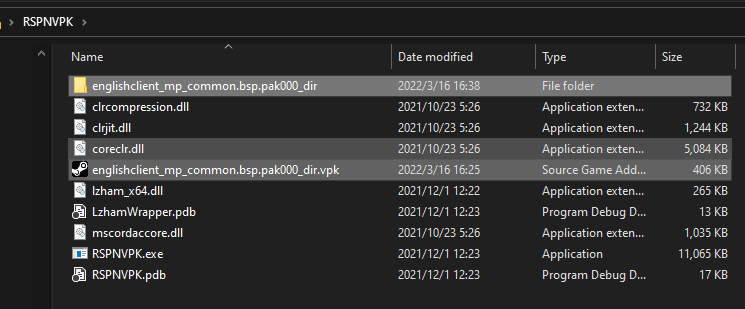 RSPNVPK
Name Date modified Type Size
englishclient_mp_common.bsp.pak000_dir 2022/3/16 16:38 File folder
clrcompression.dll 2021/10/23 5:26 Application exten... 732 KB
clrjit.dll 2021/10/23 5:26 Application exten... 1,244 KB
coreclr.dll 2021/10/23 5:26 Application exten... 5,084 KB
englishclient_mp_common.bsp.pak000_dir.vpk 2022/3/16 16:25 Source Game Add... 406 KB
lzham_x64.dll 2021/12/1 12:22 Application exten... 265 KB
LzhamWrapper.pdb 2021/12/1 12:23 Program Debug D... 13 KB
mscordaccore.dll 2021/10/23 5:26 Application exten... 1,035 KB
RSPNVPK.exe 2021/12/1 12:23 Application 11,065 KB
RSPNVPK.pdb 2021/12/1 12:23 Program Debug D... 17 KB